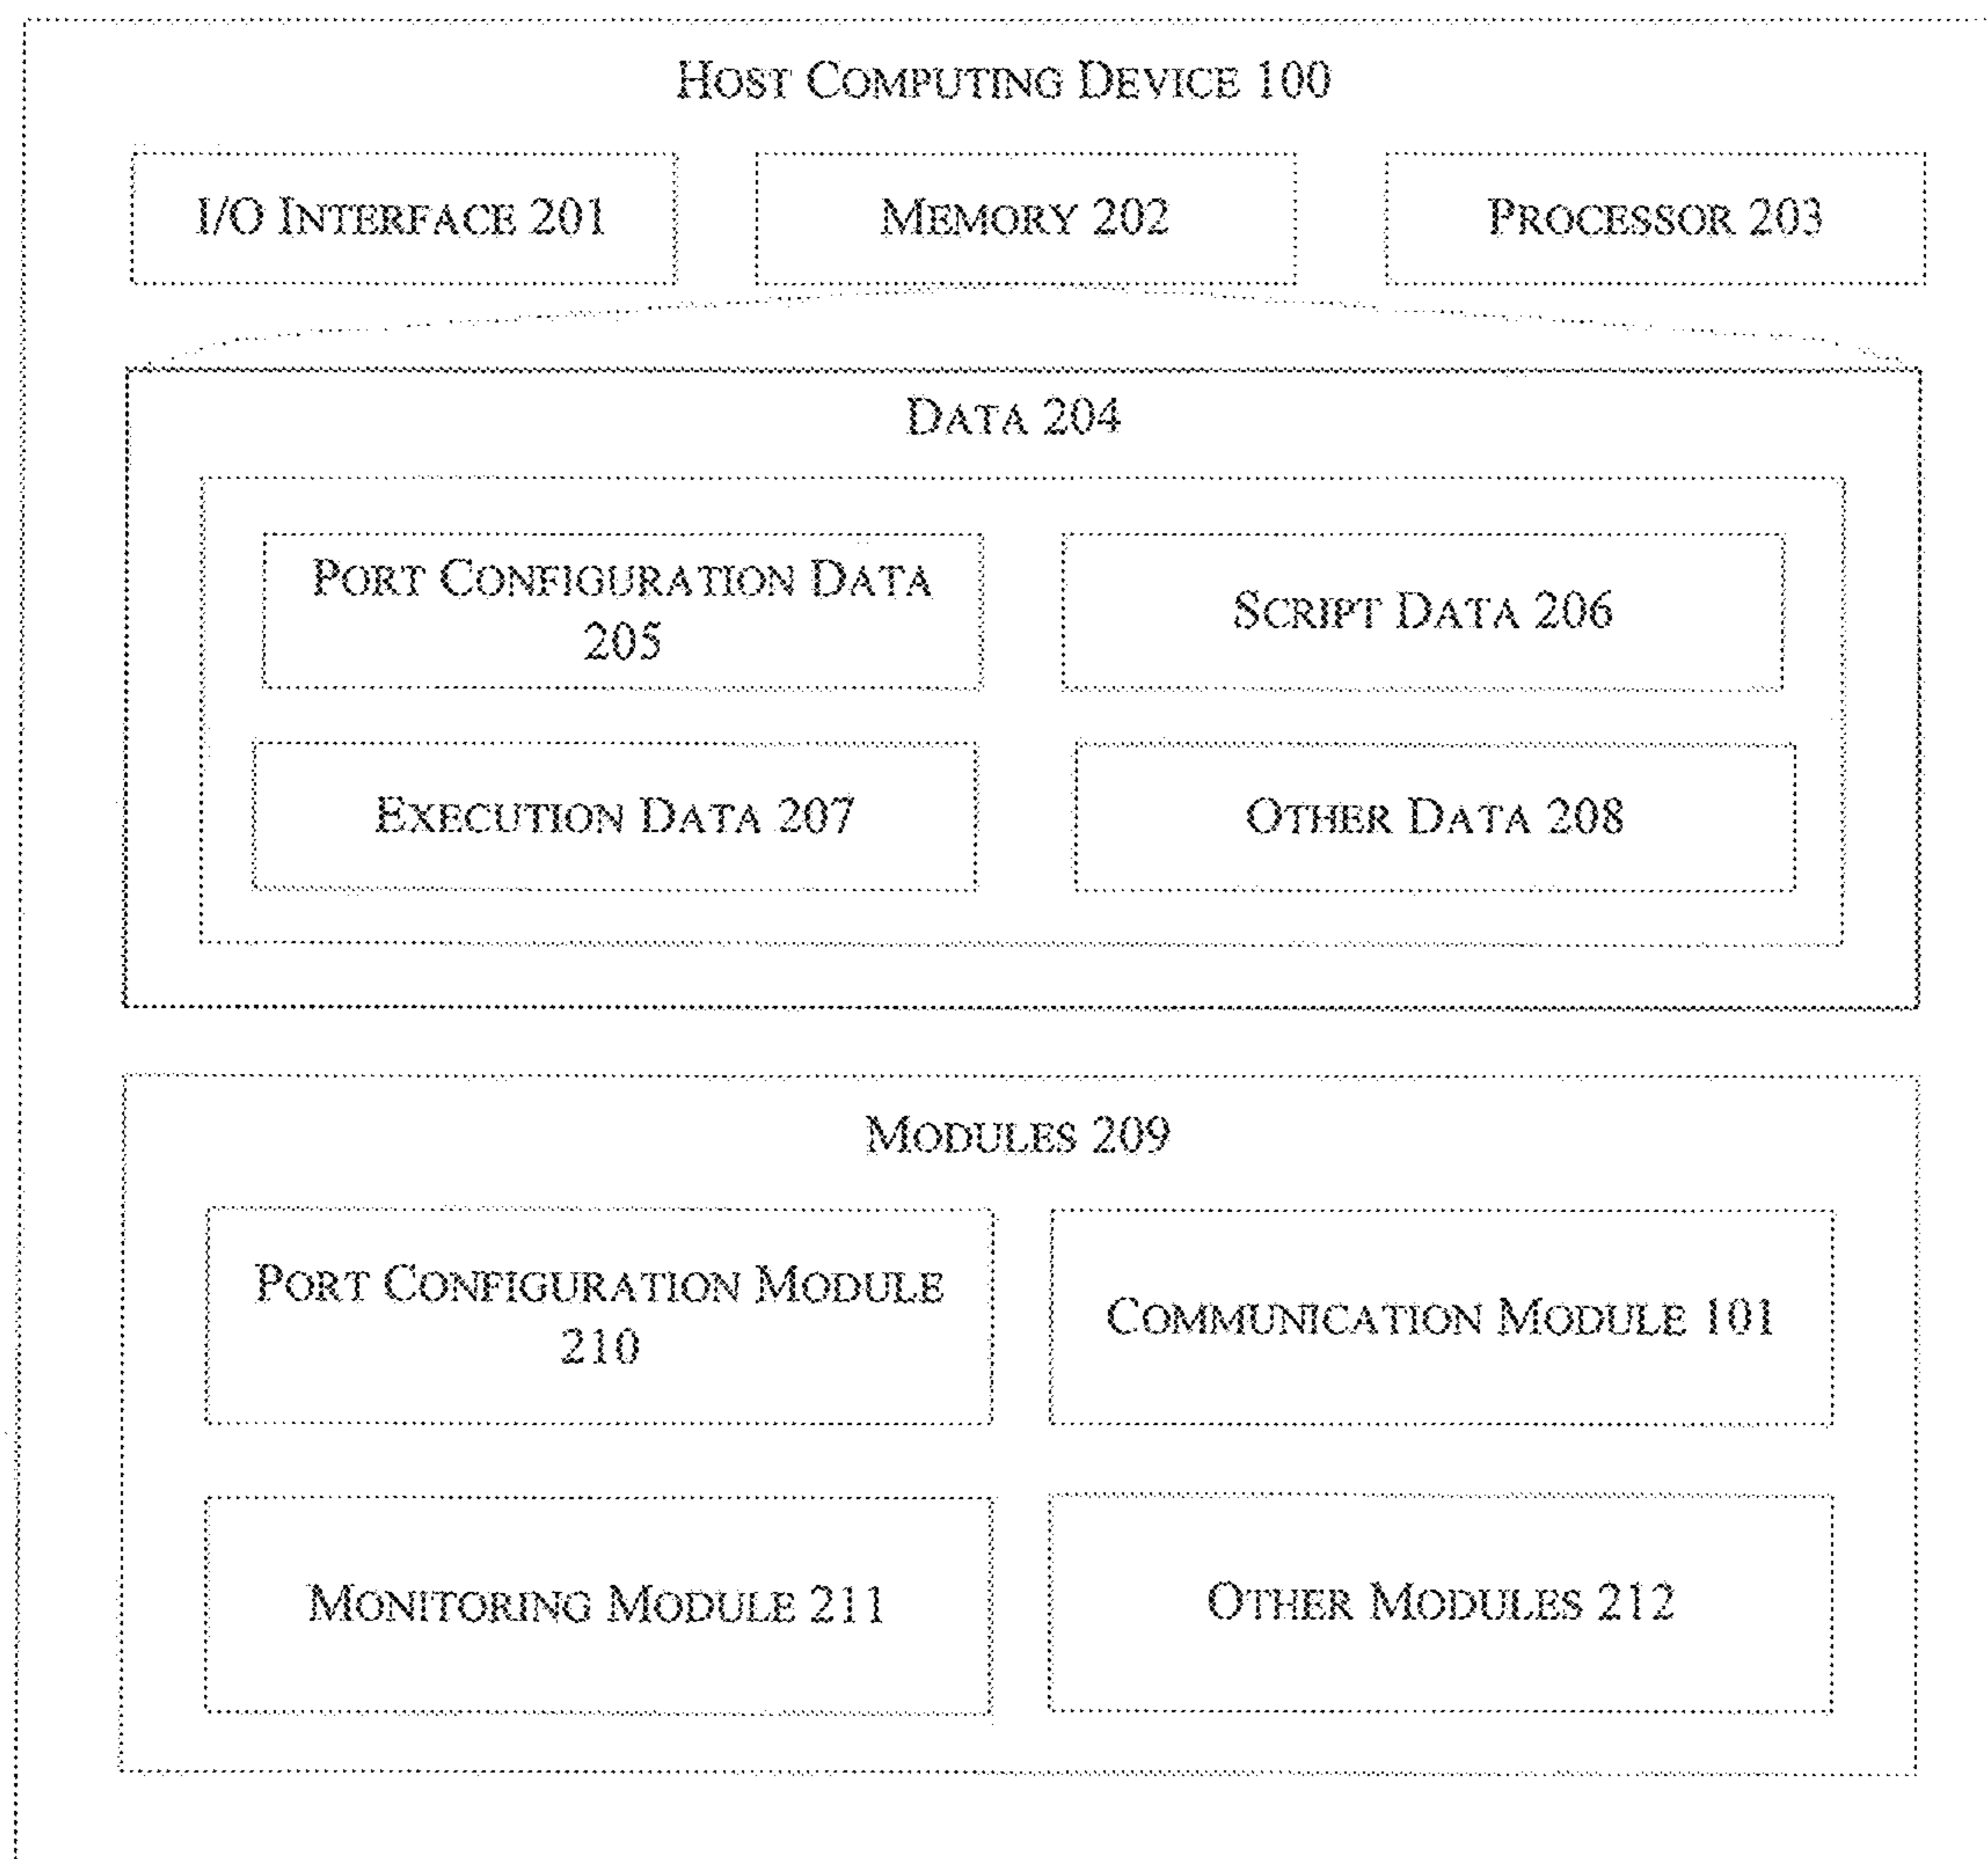 HOST COMPUTING DEVICE 100
I/O INTERFACE 201
MEMORY 202
PROCESSOR 203
DATA 204
PORT CONFIGURATION DATA
205
SCRIPT DATA 206
EXECUTION DATA 207
OTHER DATA 208
MODULES 209
PORT CONFIGURATION MODULE
210
COMMUNICATION MODULE 101
MONITORING MODULE 211
OTHER MODULES 212